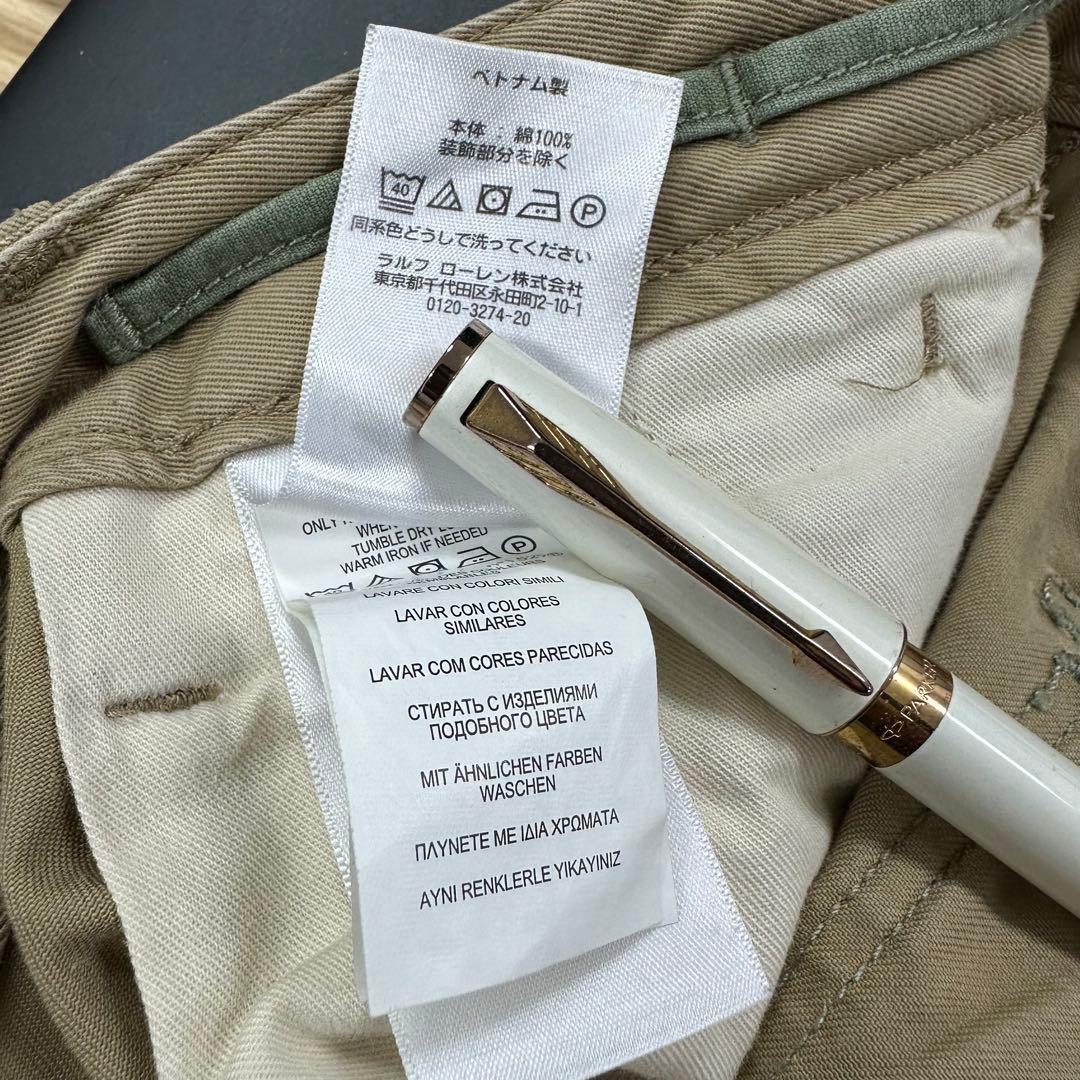 ベトナム製
本体 : 綿100%
装飾部分を除く
40
P
同系色どうしで洗ってください
ラルフ ローレン株式会社
東京都千代田区永田町2-10-1
0120-3274-20
ONLY
WHEN
TUMBLE DRY
WARM IRON IF NEEDED
P
LAVARE CON COLORI SIMILI
LAVAR CON COLORES
SIMILARES
LAVAR COM CORES PARECIDAS
СТИРАТЬ С ИЗДЕЛИЯМИ
ПОДОБНОГО ЦВЕТА
MIT ÄHNLICHEN FARBEN
WASCHEN
ΠΛΥΝΕΤΕ ΜΕ ΙΔΙΑ ΧΡΩΜΑΤΑ
AYNI RENKLERLE YIKAYINIZ